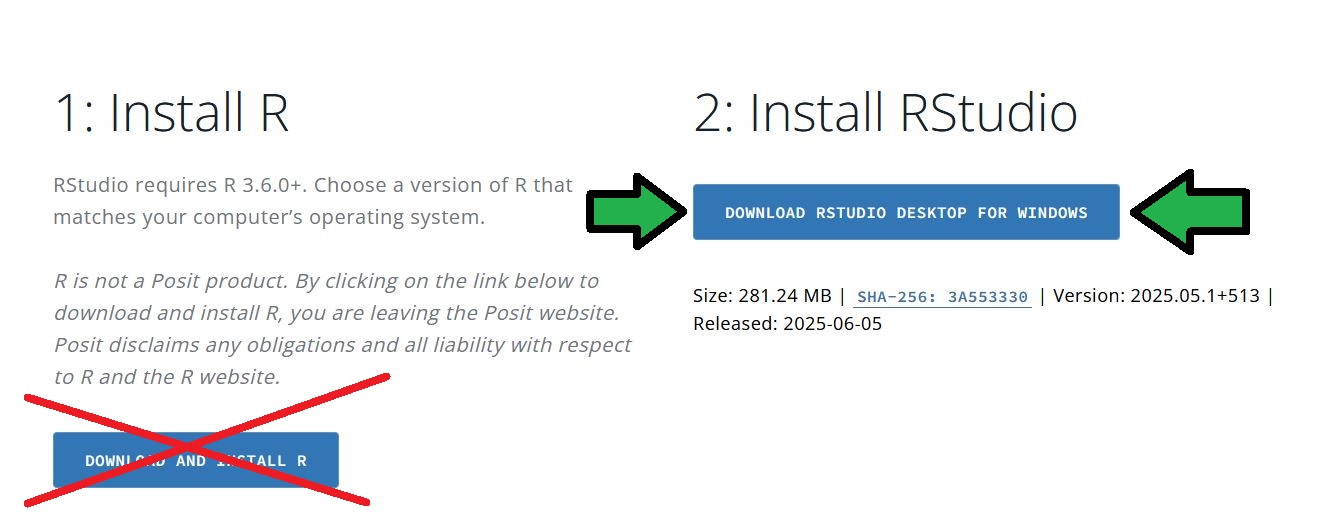 1: Install R
RStudio requires R 3.6.0+. Choose a version of R that
matches your computer's operating system.
R is not a Posit product. By clicking on the link below to
download and install R, you are leaving the Posit website.
Posit disclaims any obligations and all liability with respect
to R and the R website.
DOWNLOAD AND INSTALL R
2: Install RStudio
DOWNLOAD RSTUDIO DESKTOP FOR WINDOWS
Size: 281.24 MB | SHA-256: 3A553330 | Version: 2025.05.1+513 |
Released: 2025-06-05